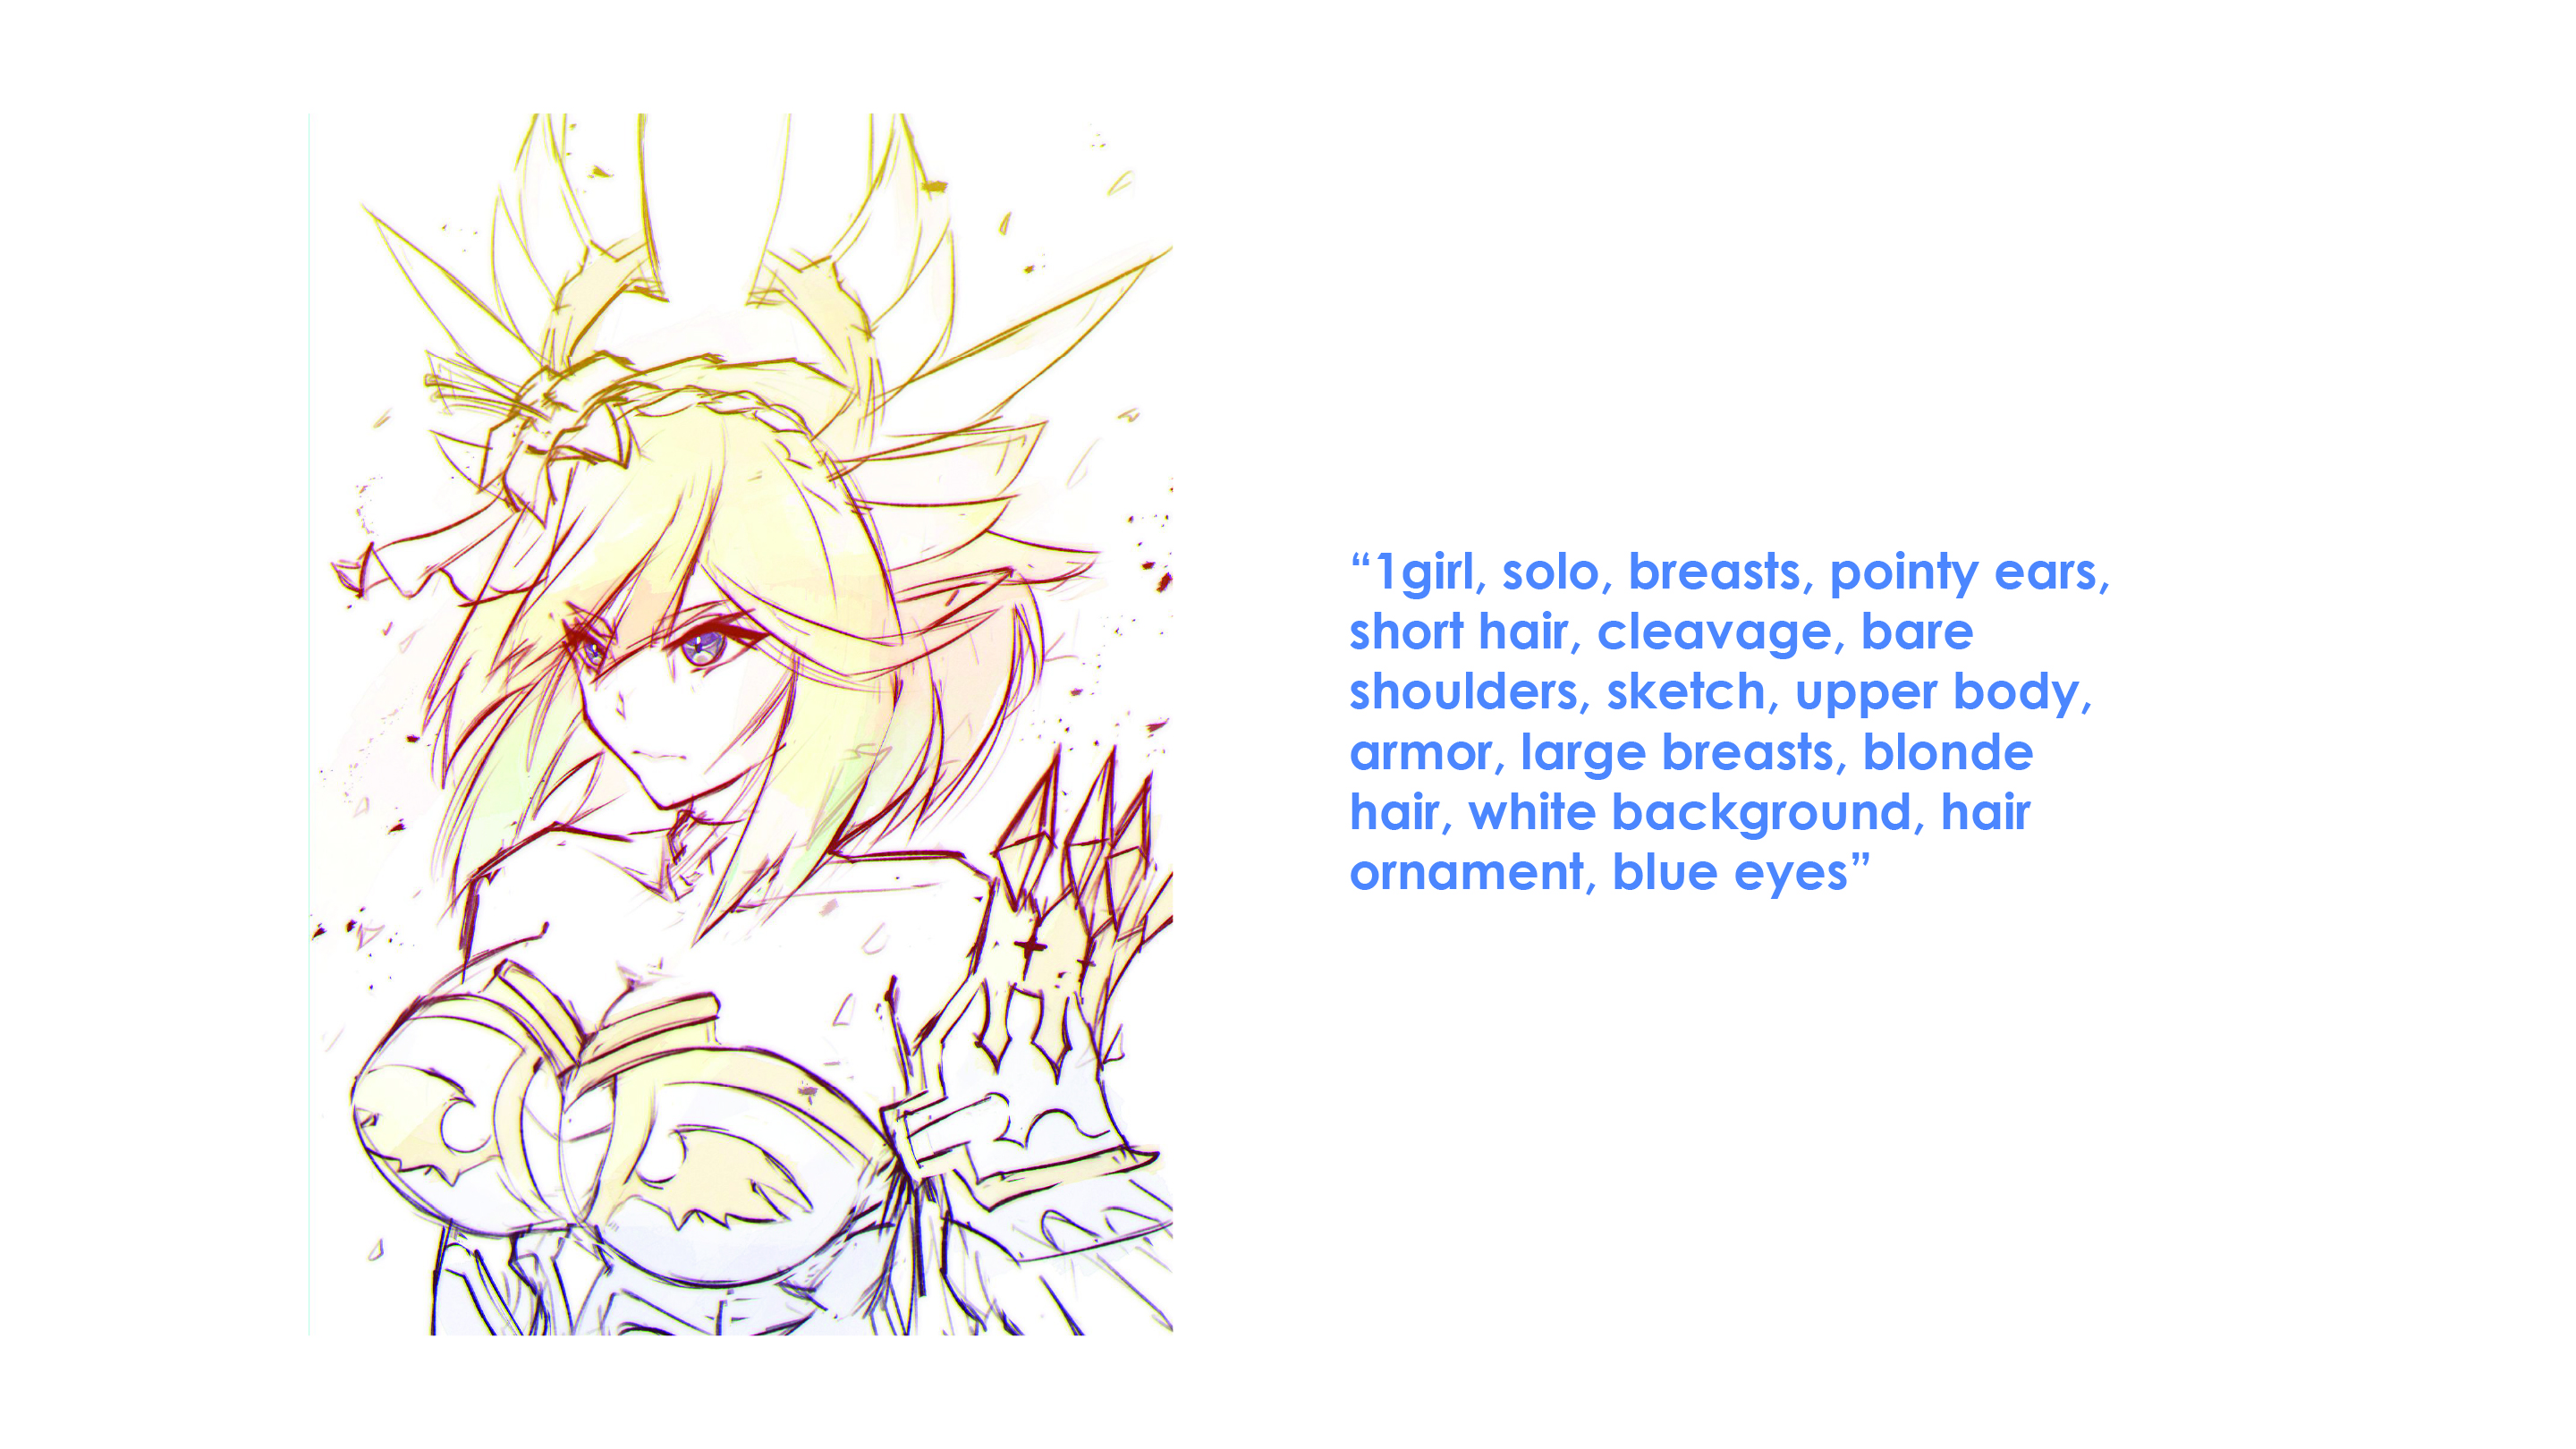 “1girl, solo, breasts, pointy ears,
short hair, cleavage, bare
shoulders, sketch, upper body,
armor, large breasts, blonde
hair, white background, hair
ornament, blue eyes”